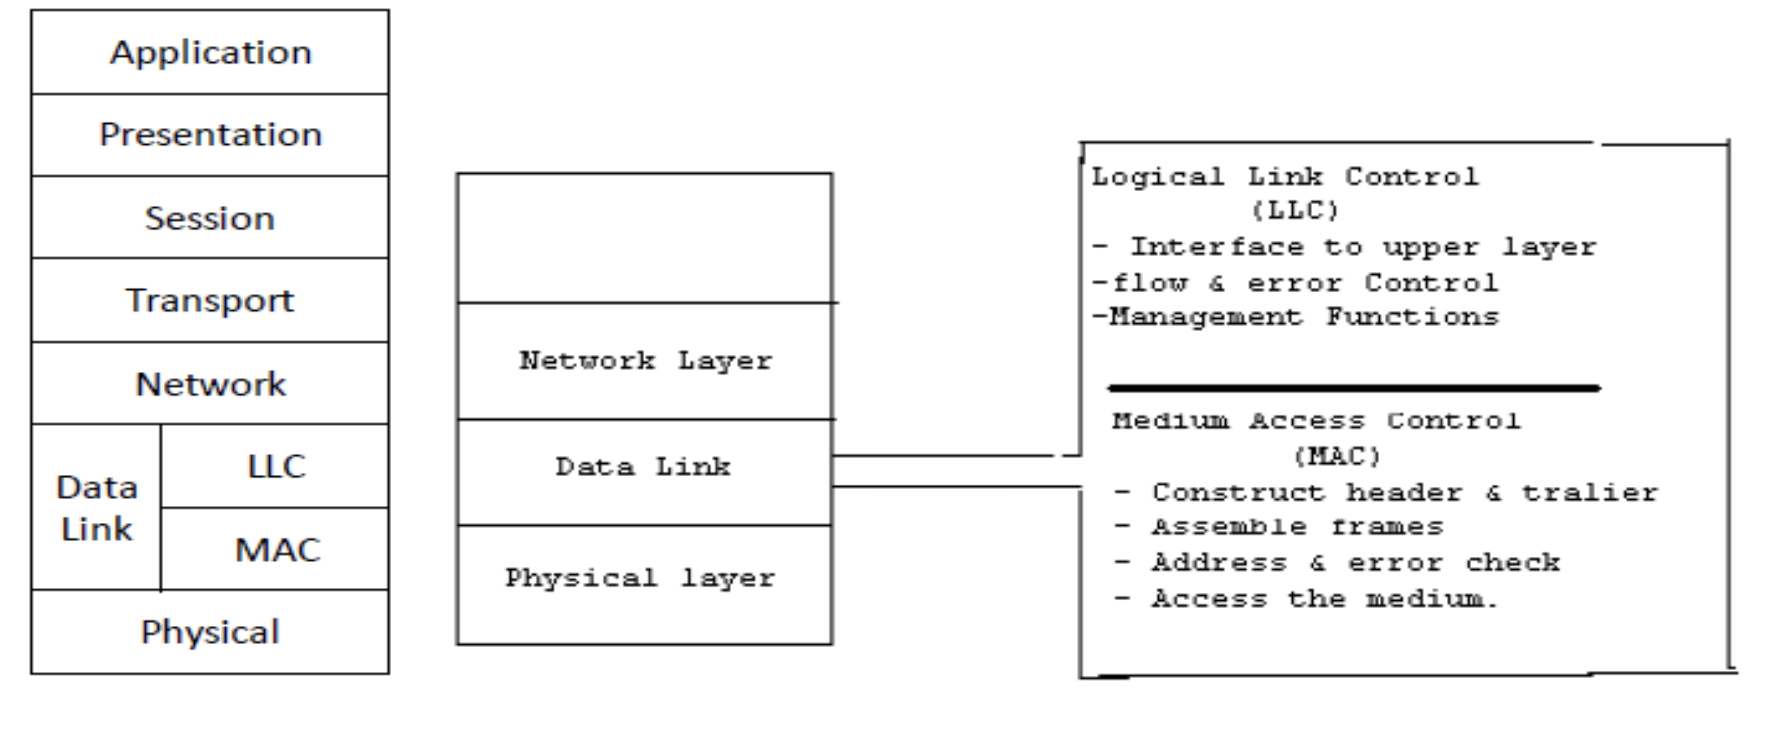 Application
Presentation
Session
Transport
Network
Data
Link
LLC
MAC
Physical
Network Layer
Data Link
Physical layer
Logical Link Control
(LLC)
- Interface to upper layer
-flow & error Control
-Management Functions
Medium Access Control
(MAC)
- Construct header & tralier
- Assemble frames
- Address & error check
- Access the medium.